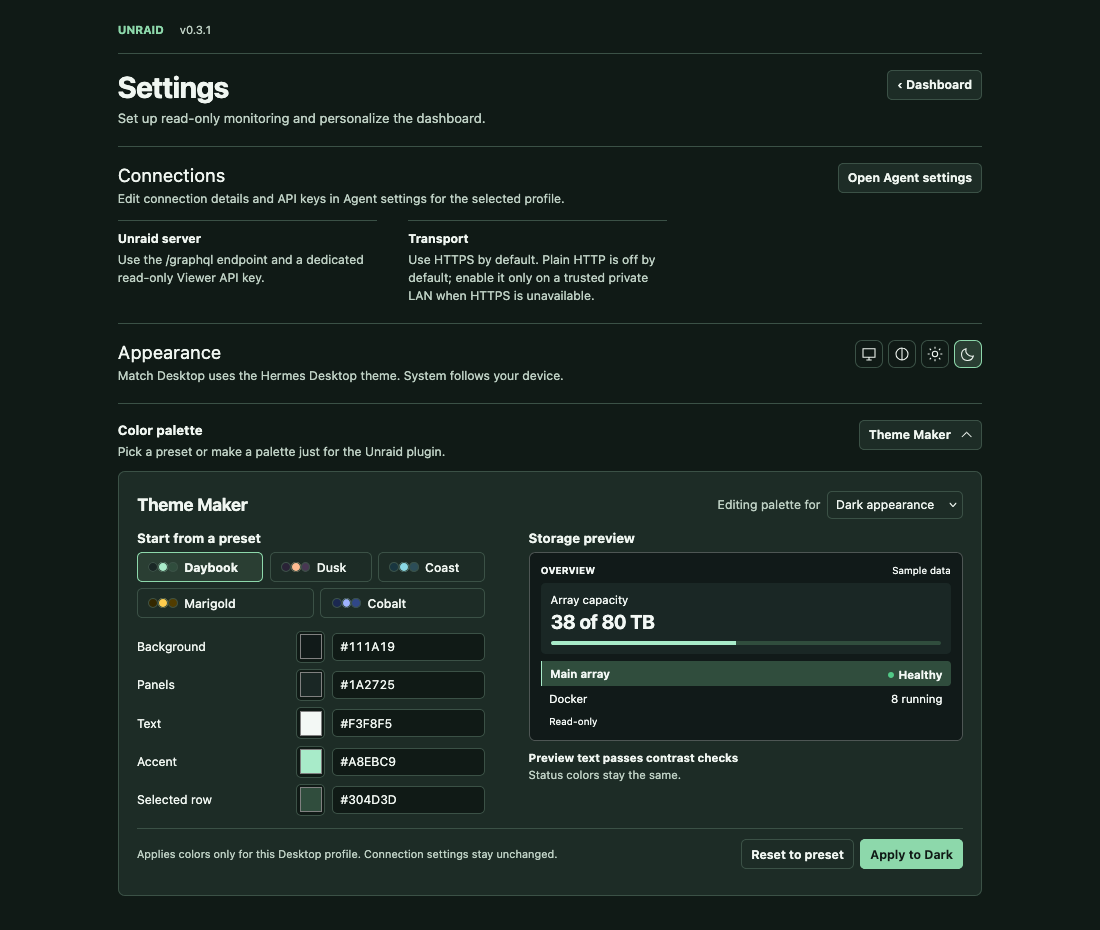 UNRAID v0.3.1
Settings
‹ Dashboard
Set up read-only monitoring and personalize the dashboard.
Connections
Open Agent settings
Edit connection details and API keys in Agent settings for the selected profile.
Unraid server
Use the /graphql endpoint and a dedicated
read-only Viewer API key.
Transport
Use HTTPS by default. Plain HTTP is off by
default; enable it only on a trusted private
LAN when HTTPS is unavailable.
Appearance
Match Desktop uses the Hermes Desktop theme. System follows your device.
Color palette
Pick a preset or make a palette just for the Unraid plugin.
Theme Maker
Theme Maker
Editing palette for
Dark appearance
Start from a preset
Daybook
Dusk
Coast
Marigold
Cobalt
Background
#111A19
Panels
#1A2725
Text
#F3F8F5
Accent
#A8EBC9
Selected row
#304D3D
Storage preview
OVERVIEW
Sample data
Array capacity
38 of 80 TB
Main array
Healthy
Docker
8 running
Read-only
Preview text passes contrast checks
Status colors stay the same.
Applies colors only for this Desktop profile. Connection settings stay unchanged.
Reset to preset
Apply to Dark